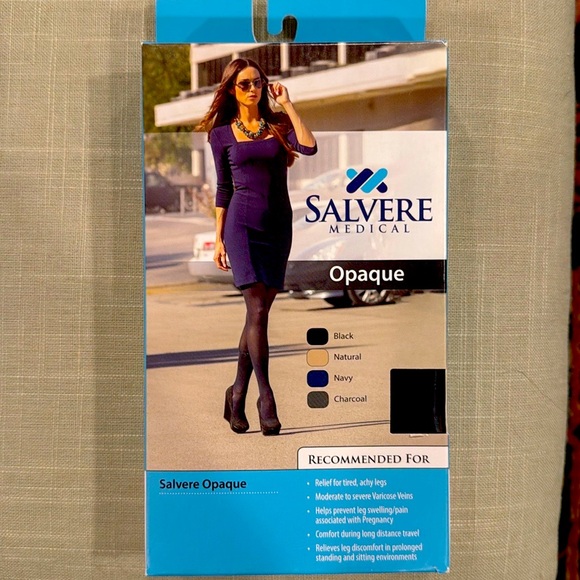 SALVERE
MEDICAL
Opaque
Black
Natural
Navy
Charcoal
RECOMMENDED FOR
Salvere Opaque
• Relief for tired, achy legs
• Moderate to severe Varicose Veins
• Helps prevent leg swelling/pain
associated with Pregnancy
• Comfort during long distance travel
• Relieves leg discomfort in prolonged
standing and sitting environments